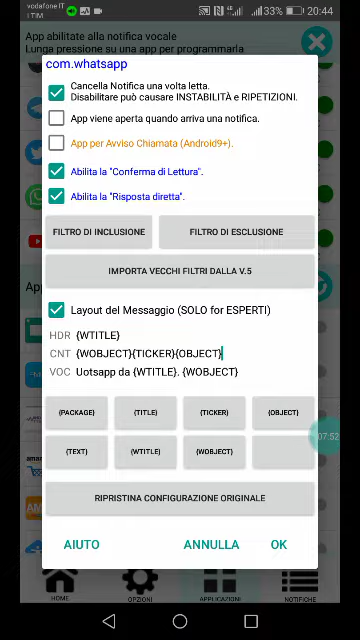 vodafone IT
TIM
33% 20:44
App abilitate alla notifica vocale
Lunga pressione su una app per programmarla
com.whatsapp
Cancella Notifica una volta letta.
Disabilitare può causare INSTABILITÀ e RIPETIZIONI.
App viene aperta quando arriva una notifica.
App per Avviso Chiamata (Android9+).
Abilita la "Conferma di Lettura".
Abilita la "Risposta diretta".
FILTRO DI INCLUSIONE FILTRO DI ESCLUSIONE
IMPORTA VECCHI FILTRI DALLA V.5
Layout del Messaggio (SOLO for ESPERTI)
HDR {WTITLE}
CNT {WOBJECT}{TICKER}{OBJECT}
VOC Uotsapp da {WTITLE}. {WOBJECT}
{PACKAGE} {TITLE} {TICKER} {OBJECT}
07:52
{TEXT} {WTITLE} {WOBJECT}
RIPRISTINA CONFIGURAZIONE ORIGINALE
AIUTO ANNULLA OK
HOME OPZIONI APPLICAZIONI NOTIFICHE